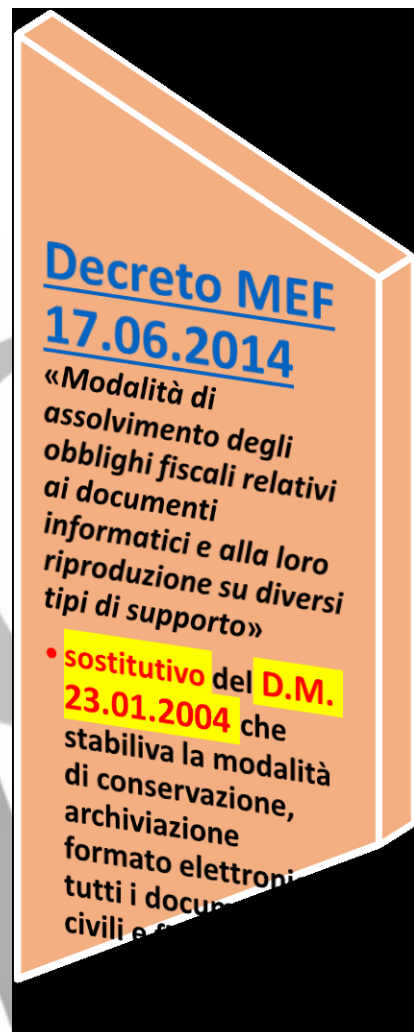 Decreto MEF
17.06.2014
«Modalità di
assolvimento degli
obblighi fiscali relativi
ai documenti
informatici e alla loro
riproduzione su diversi
tipi di supporto»
• sostitutivo del D.M.
23.01.2004 che
stabiliva la modalità
di conservazione,
archiviazione
formato
tutti i
civili e